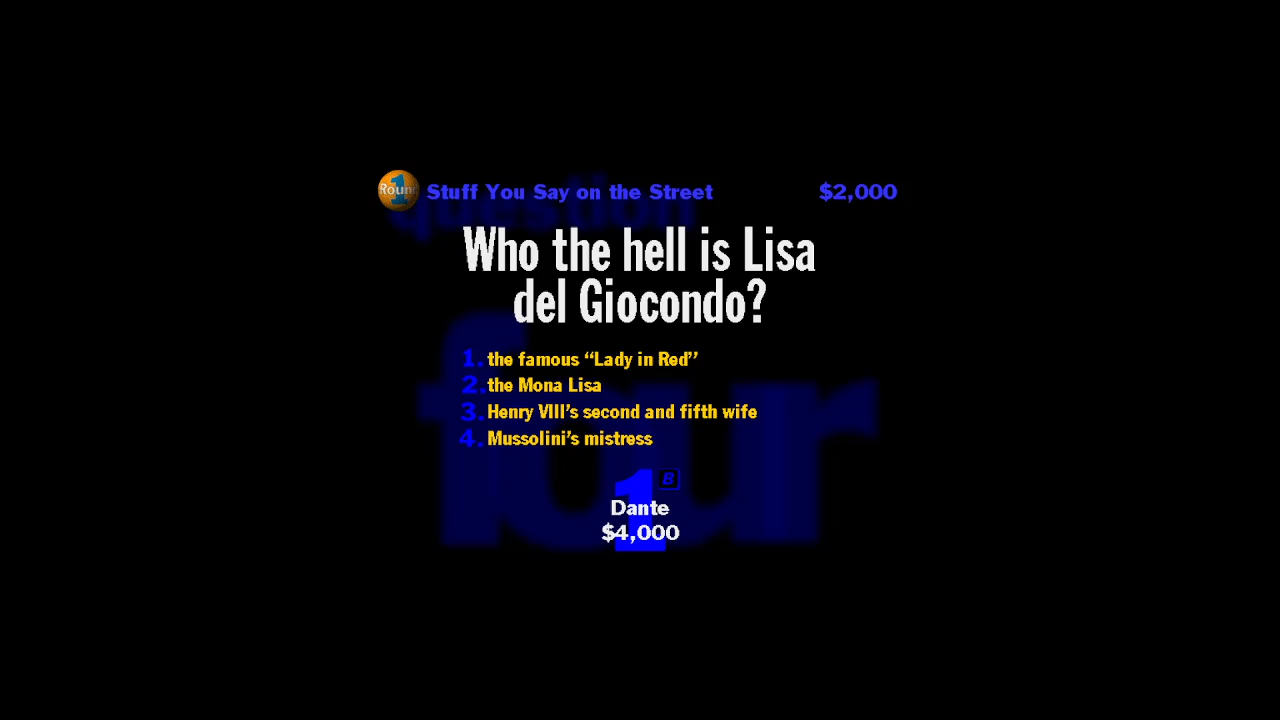 Round 1 Stuff You Say on the Street $2,000
question
Who the hell is Lisa
del Giocondo?
four
1. the famous “Lady in Red”
2. the Mona Lisa
3. Henry VIII’s second and fifth wife
4. Mussolini’s mistress
1 B
Dante
$4,000